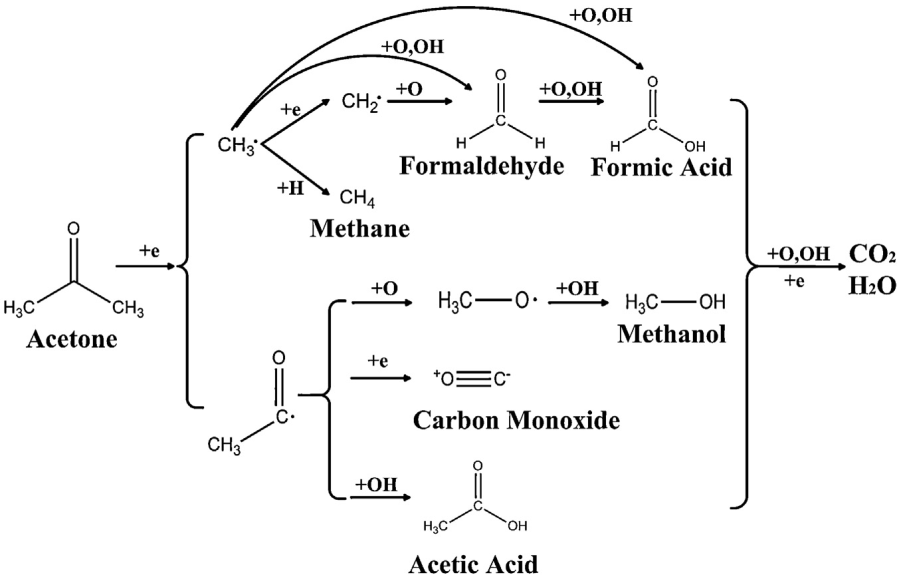 +O,OH
+O,OH
+e
CH2·
+O
O
C
H
H
Formaldehyde
+O,OH
O
C
H
OH
Formic Acid
CH3·
+H
CH4
Methane
O
H3C
CH3
Acetone
+e
+O
H3C
O·
+OH
H3C
OH
Methanol
O
C·
CH3
+e
+O
C-
Carbon Monoxide
+OH
O
C
H3C
OH
Acetic Acid
+O,OH
+e
CO2
H2O